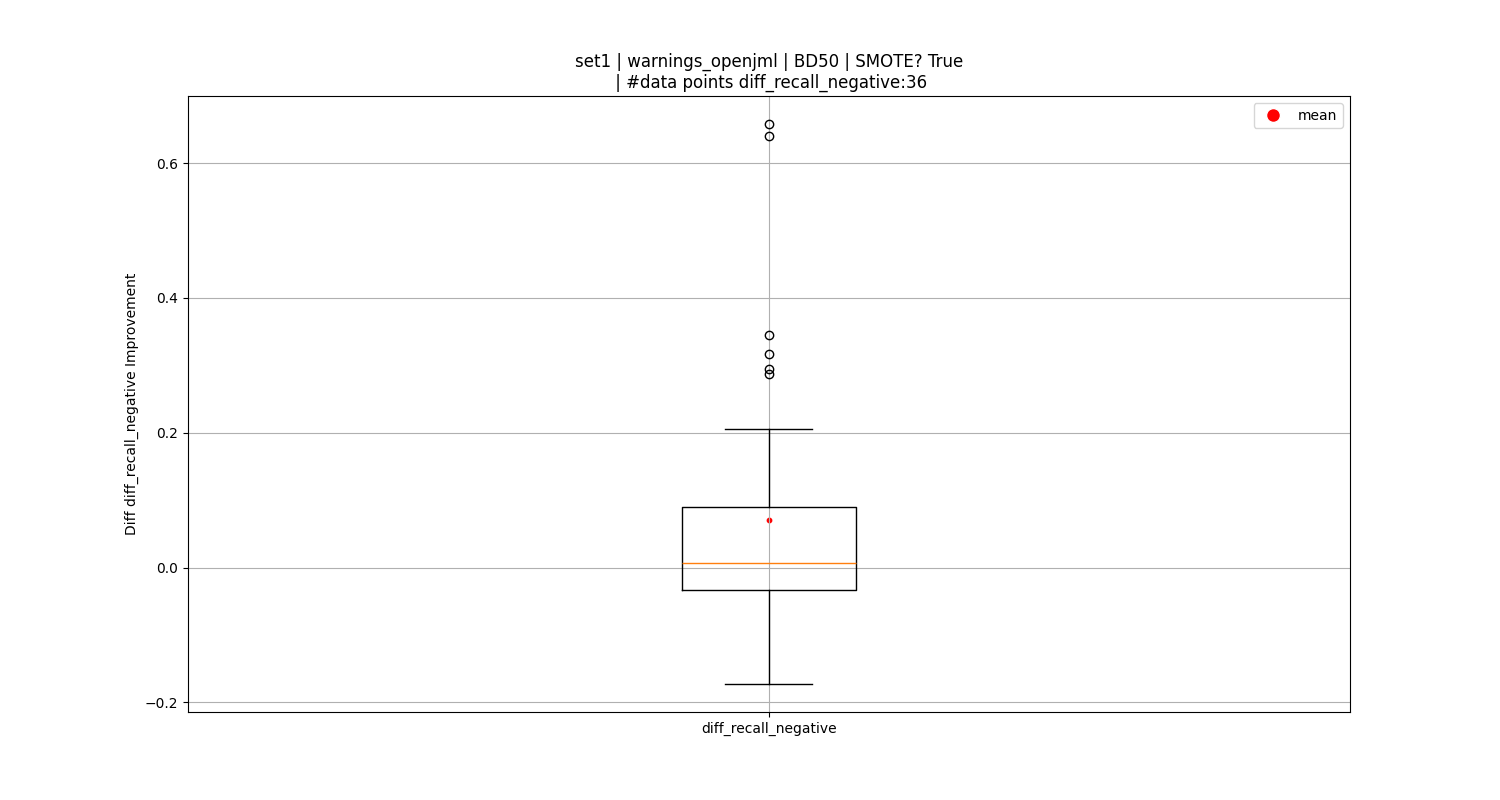 set1 | warnings_openjml | BD50 | SMOTE? True
| #data points diff_recall_negative:36
mean
0.6
0.4
0.2
0.0
−0.2
Diff diff_recall_negative Improvement
diff_recall_negative